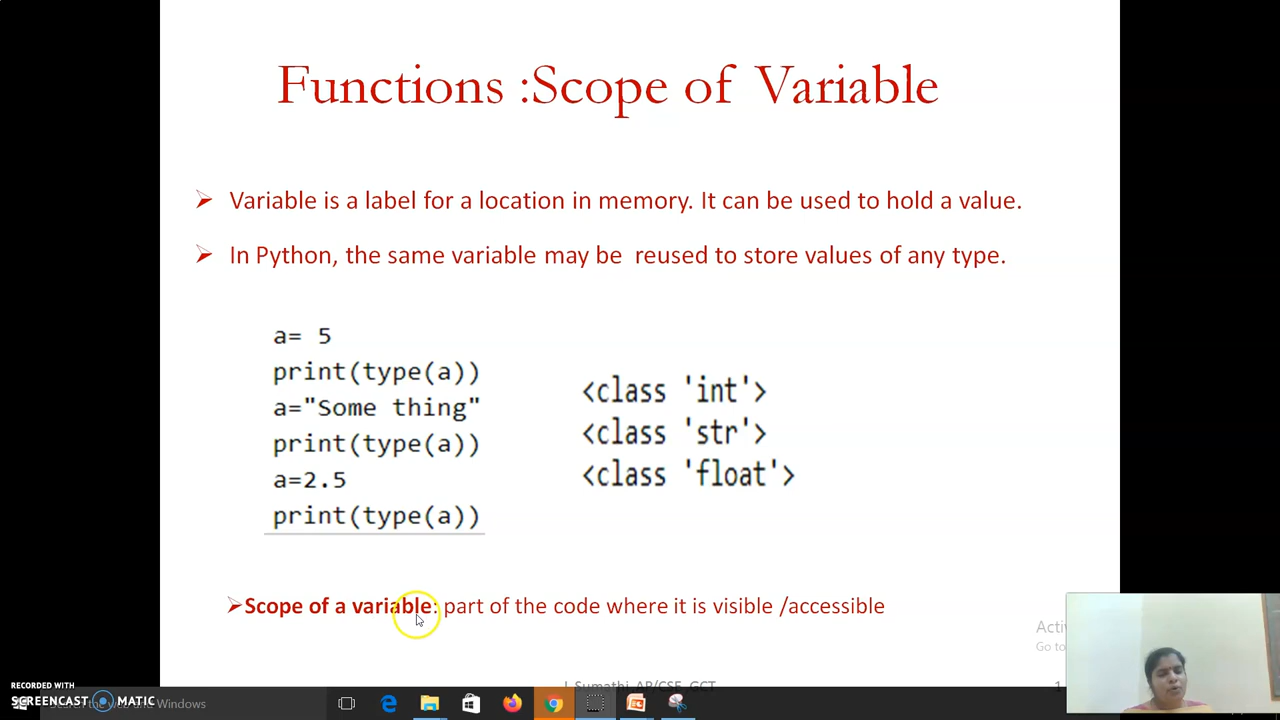 Functions :Scope of Variable
Variable is a label for a location in memory. It can be used to hold a value.
In Python, the same variable may be reused to store values of any type.
a= 5
print(type(a))
a="Some thing"
print(type(a))
a=2.5
print(type(a))
<class 'int'>
<class 'str'>
<class 'float'>
Scope of a variable: part of the code where it is visible /accessible
Acti
Go to
J.Sumathi, AP/CSE, GCT
1
RECORDED WITH
SCREENCAST MATIC
Windows